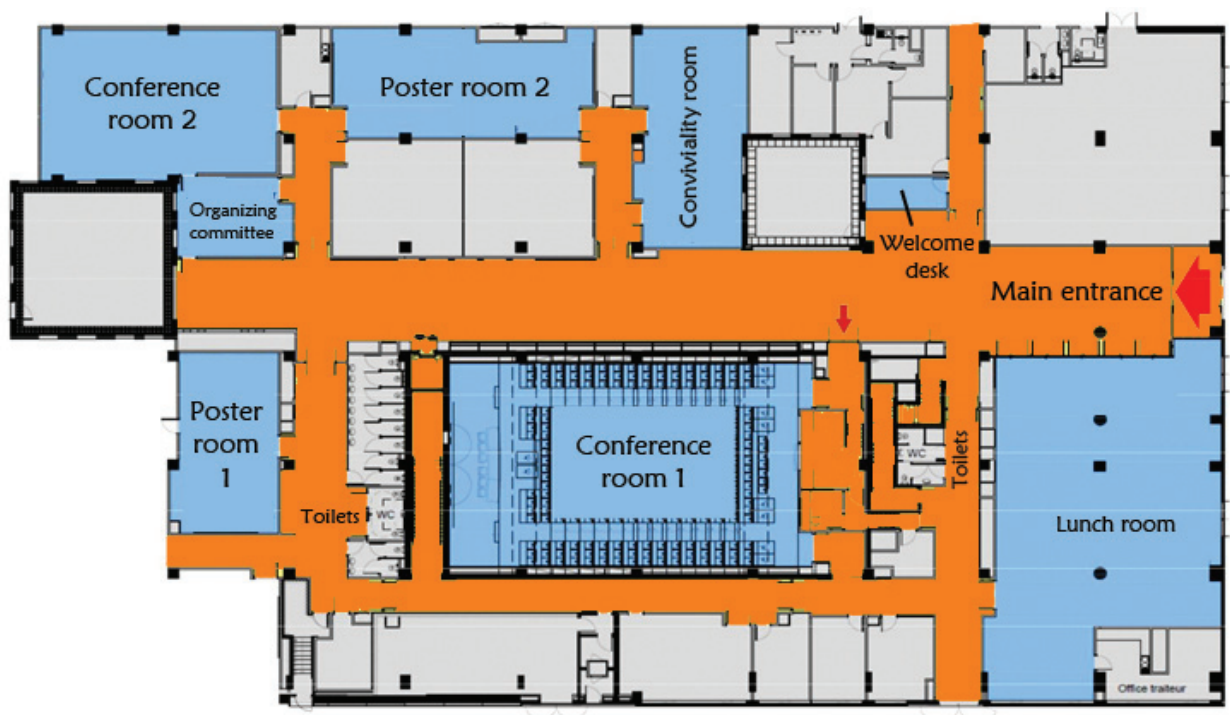 Conference
room 2
Poster room 2
Conviviality room
Organizing
committee
Welcome
desk
Main entrance
Poster
room
1
Conference
room 1
Toilets
WC
WC
Toilets
Lunch room
Office traiteur